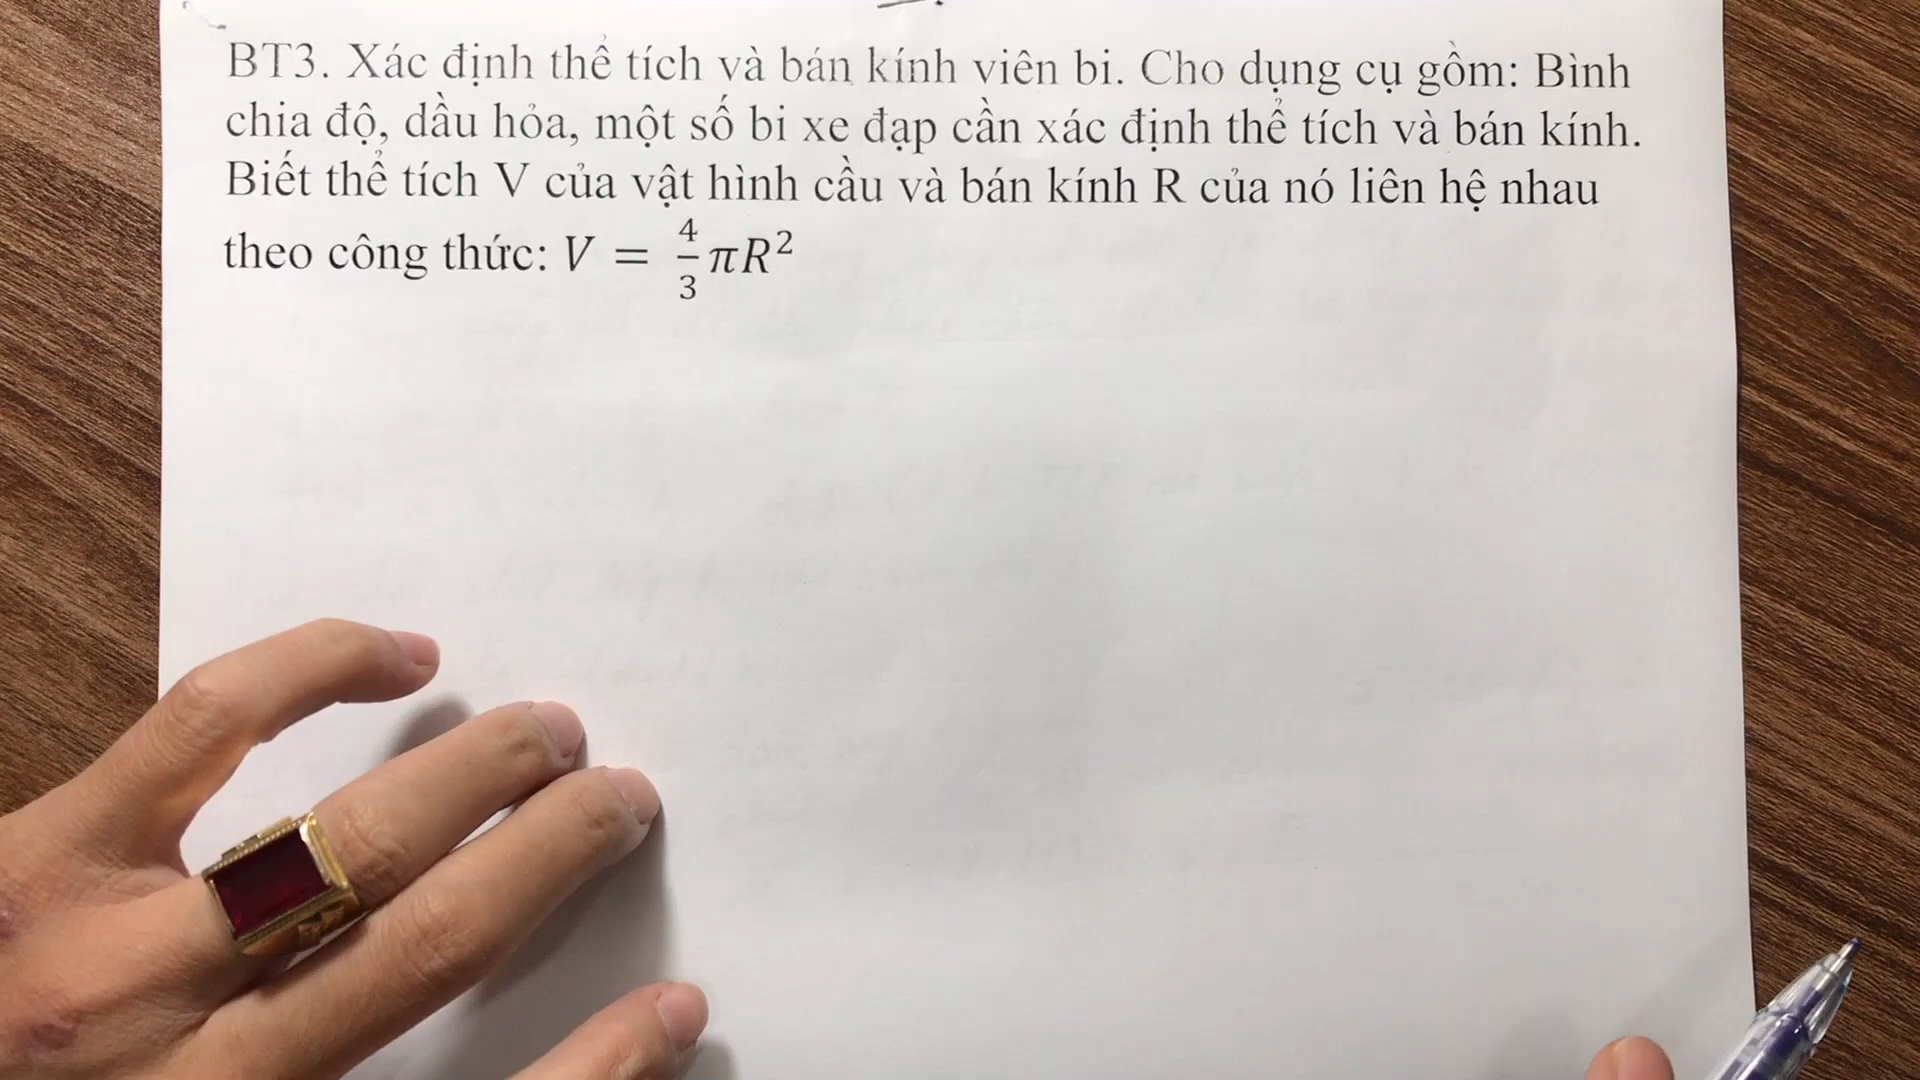 BT3. Xác định thể tích và bán kính viên bi. Cho dụng cụ gồm: Bình
chia độ, dầu hỏa, một số bi xe đạp cần xác định thể tích và bán kính.
Biết thể tích V của vật hình cầu và bán kính R của nó liên hệ nhau
theo công thức: V = 4/3 πR²